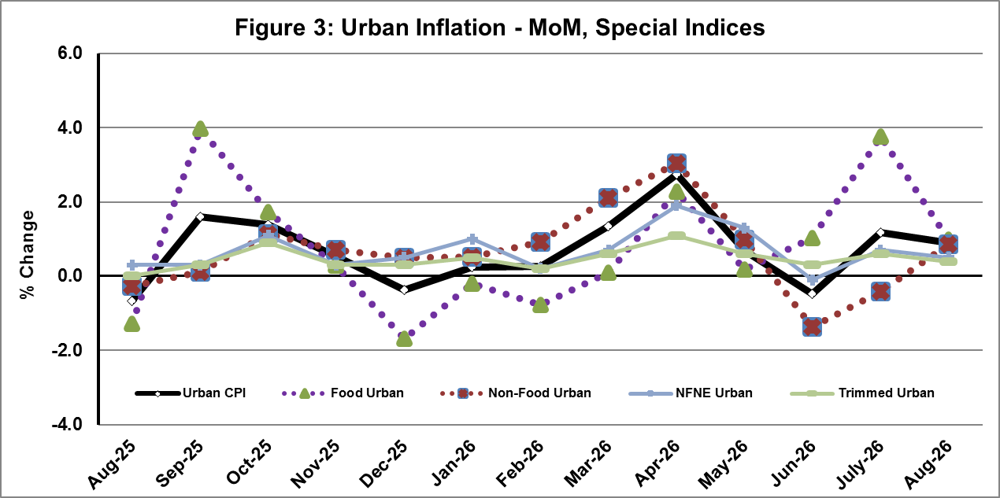 Figure 3: Urban Inflation - MoM, Special Indices
6.0
4.0
2.0
0.0
-2.0
-4.0
% Change
Urban CPI
Food Urban
Non-Food Urban
NFNE Urban
Trimmed Urban
Aug-25
Sep-25
Oct-25
Nov-25
Dec-25
Jan-26
Feb-26
Mar-26
Apr-26
May-26
Jun-26
July-26
Aug-26